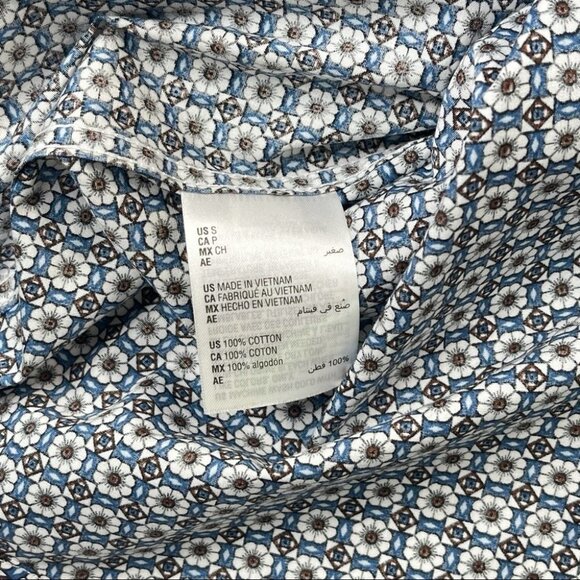 US S
CA P
MX CH
AE صغير
US MADE IN VIETNAM
CA FABRIQUÉ AU VIETNAM
MX HECHO EN VIETNAM
AE صُنع في فيتنام
US 100% COTTON
CA 100% COTON
MX 100% algodón
AE 100% قطن